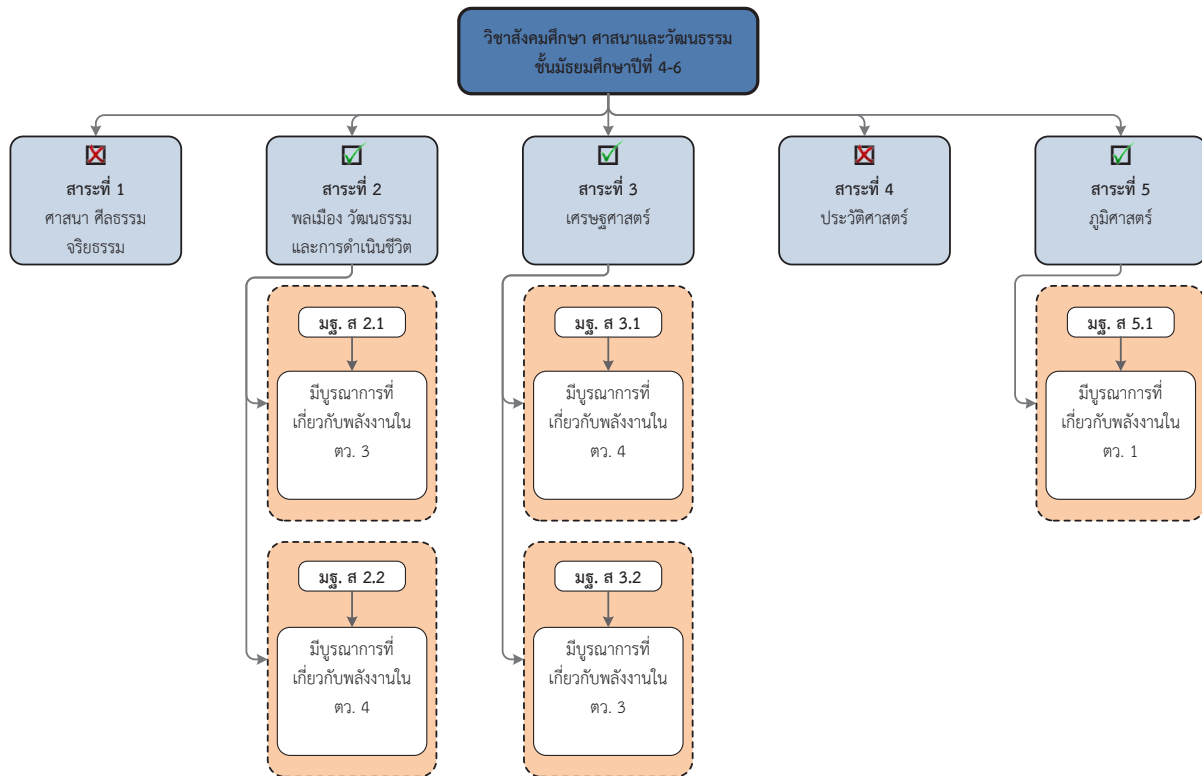 วิชาสังคมศึกษา ศาสนาและวัฒนธรรม
ชั้นมัธยมศึกษาปีที่ 4-6
สาระที่ 1
ศาสนา ศีลธรรม
จริยธรรม
สาระที่ 2
พลเมือง วัฒนธรรม
และการดำเนินชีวิต
สาระที่ 3
เศรษฐศาสตร์
สาระที่ 4
ประวัติศาสตร์
สาระที่ 5
ภูมิศาสตร์
มฐ. ส 2.1
มีบูรณาการที่
เกี่ยวกับพลังงานใน
ตว. 3
มฐ. ส 3.1
มีบูรณาการที่
เกี่ยวกับพลังงานใน
ตว. 4
มฐ. ส 5.1
มีบูรณาการที่
เกี่ยวกับพลังงานใน
ตว. 1
มฐ. ส 2.2
มีบูรณาการที่
เกี่ยวกับพลังงานใน
ตว. 4
มฐ. ส 3.2
มีบูรณาการที่
เกี่ยวกับพลังงานใน
ตว. 3